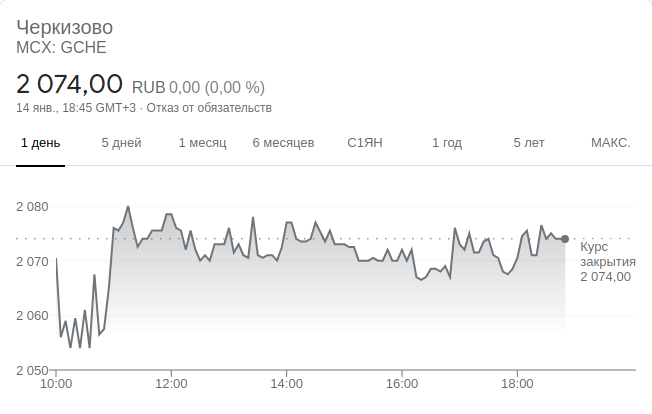 Черкизово
MCX: GCHE
2 074,00 RUB 0,00 (0,00 %)
14 янв., 18:45 GMT+3 · Отказ от обязательств
1 день 5 дней 1 месяц 6 месяцев С1ЯН 1 год 5 лет МАКС.
2 080
2 070
2 060
2 050
Курс
закрытия
2 074,00
10:00 12:00 14:00 16:00 18:00